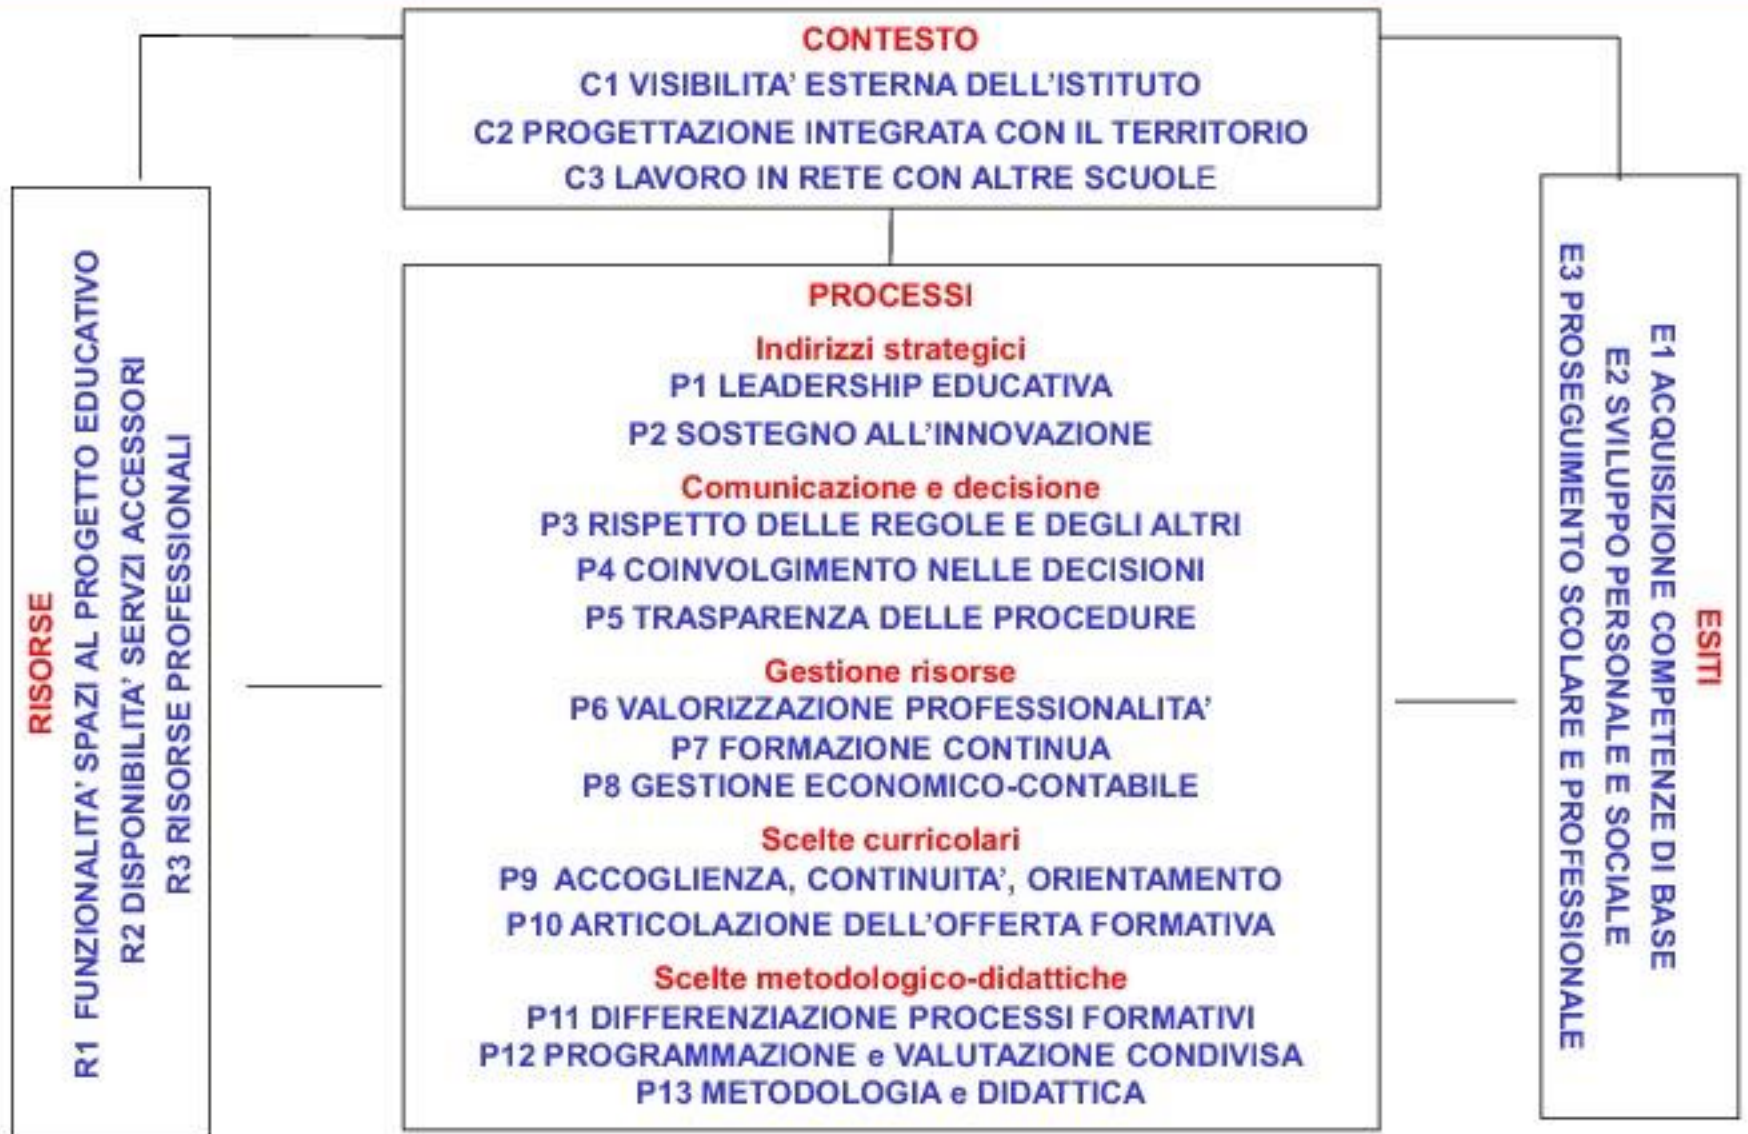 CONTESTO
C1 VISIBILITA’ ESTERNA DELL’ISTITUTO
C2 PROGETTAZIONE INTEGRATA CON IL TERRITORIO
C3 LAVORO IN RETE CON ALTRE SCUOLE
RISORSE
R1 FUNZIONALITA’ SPAZI AL PROGETTO EDUCATIVO
R2 DISPONIBILITA’ SERVZI ACCESSORI
R3 RISORSE PROFESSIONALI
PROCESSI
Indirizzi strategici
P1 LEADERSHIP EDUCATIVA
P2 SOSTEGNO ALL’INNOVAZIONE
Comunicazione e decisione
P3 RISPETTO DELLE REGOLE E DEGLI ALTRI
P4 COINVOLGIMENTO NELLE DECISIONI
P5 TRASPARENZA DELLE PROCEDURE
Gestione risorse
P6 VALORIZZAZIONE PROFESSIONALITA’
P7 FORMAZIONE CONTINUA
P8 GESTIONE ECONOMICO-CONTABILE
Scelte curricolari
P9 ACCOGLIENZA, CONTINUITA’, ORIENTAMENTO
P10 ARTICOLAZIONE DELL’OFFERTA FORMATIVA
Scelte metodologico-didattiche
P11 DIFFERENZIAZIONE PROCESSI FORMATIVI
P12 PROGRAMMAZIONE e VALUTAZIONE CONDIVISA
P13 METODOLOGIA e DIDATTICA
ESITI
E1 ACQUISIZIONE COMPETENZE DI BASE
E2 SVILUPPO PERSONALE E SOCIALE
E3 PROSEGUIMENTO SCOLARE E PROFESSIONALE